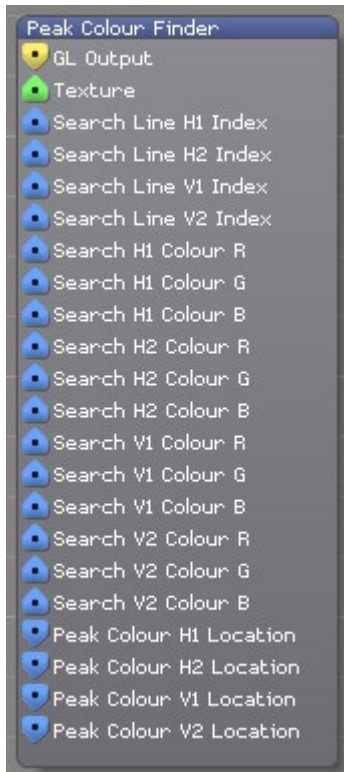 Peak Colour Finder
GL Output
Texture
Search Line H1 Index
Search Line H2 Index
Search Line V1 Index
Search Line V2 Index
Search H1 Colour R
Search H1 Colour G
Search H1 Colour B
Search H2 Colour R
Search H2 Colour G
Search H2 Colour B
Search V1 Colour R
Search V1 Colour G
Search V1 Colour B
Search V2 Colour R
Search V2 Colour G
Search V2 Colour B
Peak Colour H1 Location
Peak Colour H2 Location
Peak Colour V1 Location
Peak Colour V2 Location